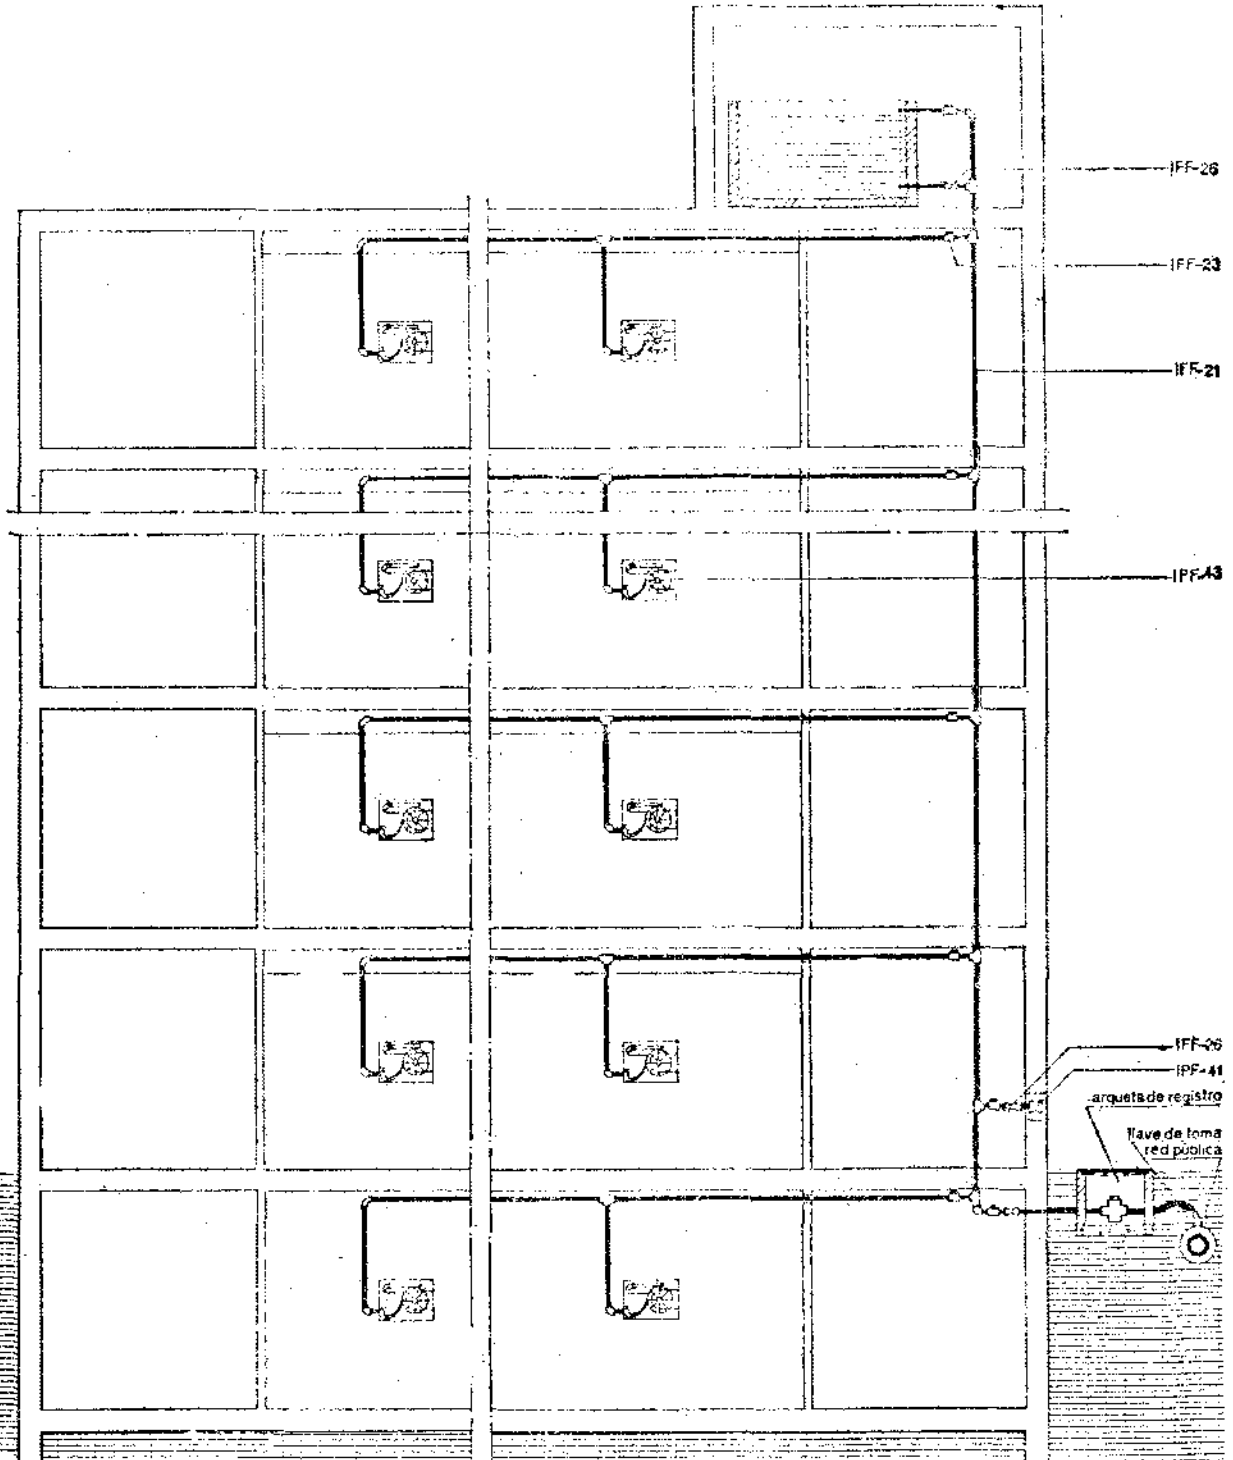 IFF-26
IFF-23
IFF-21
IPF-43
IFF-26
IPF-41
arqueta de registro
llave de toma
red pública